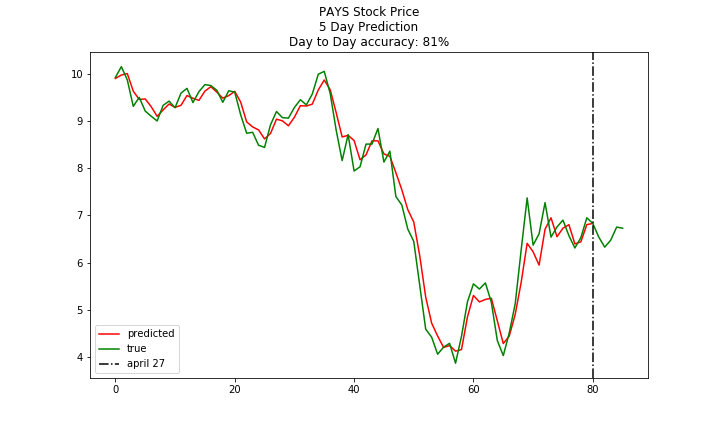 PAYS Stock Price
5 Day Prediction
Day to Day accuracy: 81%
10
9
8
7
6
5
4
predicted
true
april 27
0 20 40 60 80